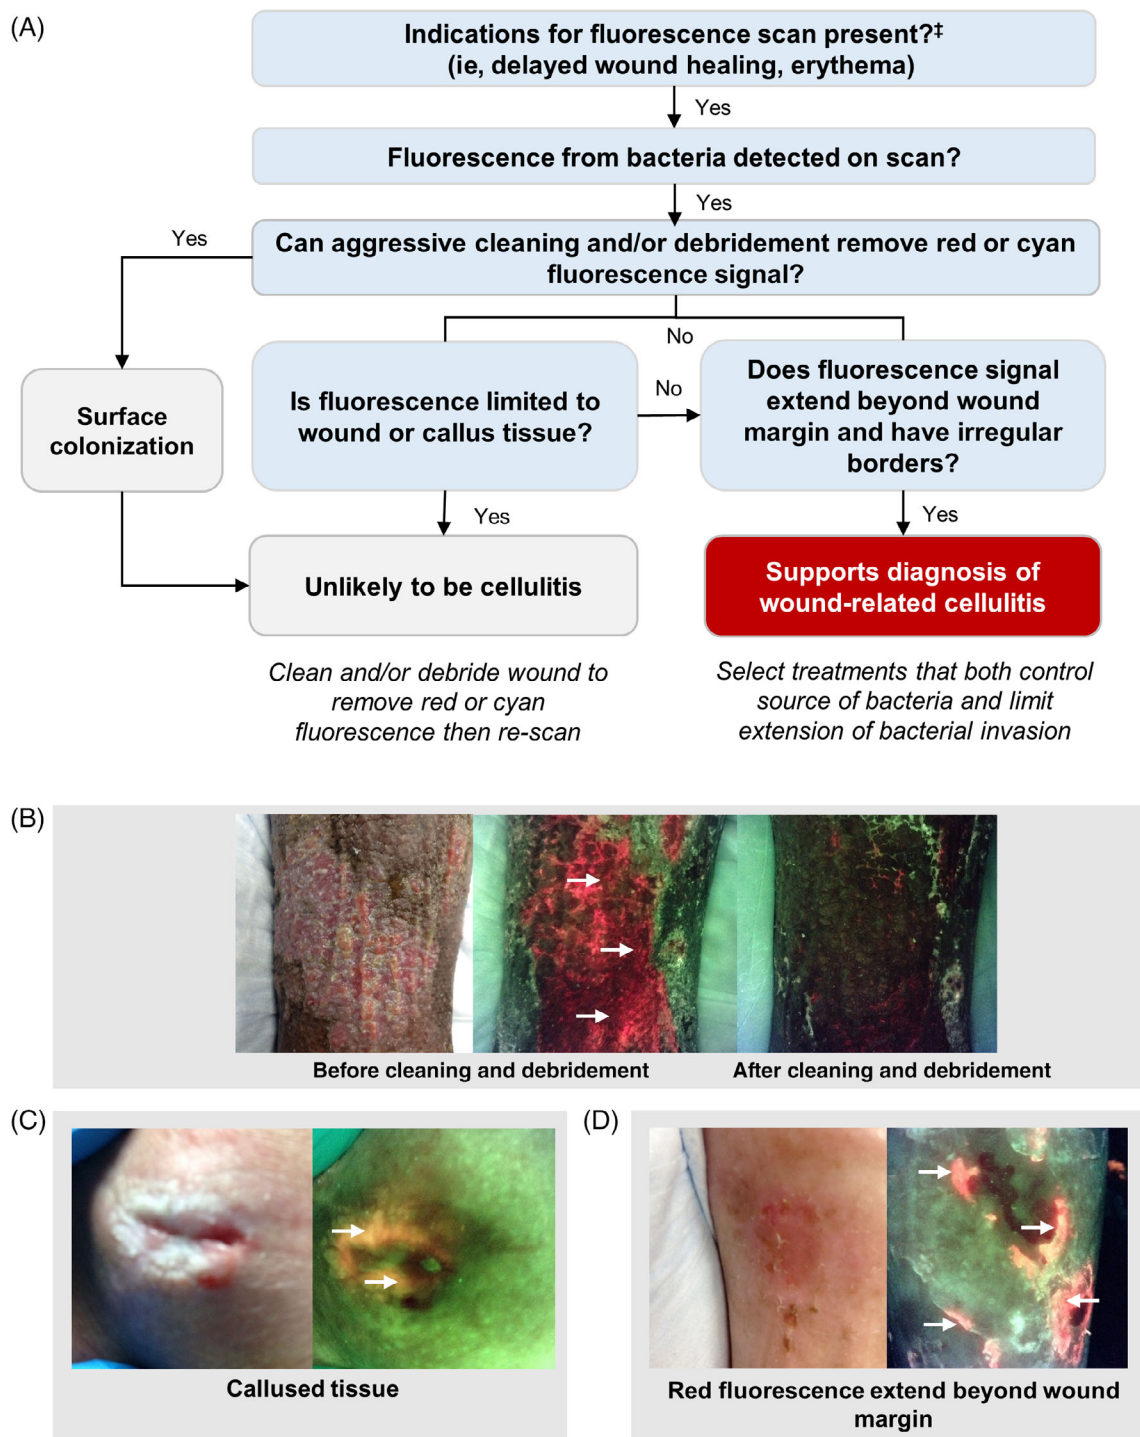 (A)
Indications for fluorescence scan present?‡
(ie, delayed wound healing, erythema)
Yes
Fluorescence from bacteria detected on scan?
Yes
Yes
Can aggressive cleaning and/or debridement remove red or cyan
fluorescence signal?
No
Surface
colonization
Is fluorescence limited to
wound or callus tissue?
No
Does fluorescence signal
extend beyond wound
margin and have irregular
borders?
Yes
Yes
Unlikely to be cellulitis
Supports diagnosis of
wound-related cellulitis
Clean and/or debride wound to
remove red or cyan
fluorescence then re-scan
Select treatments that both control
source of bacteria and limit
extension of bacterial invasion
(B)
Before cleaning and debridement
After cleaning and debridement
(C)
Callused tissue
(D)
Red fluorescence extend beyond wound
margin